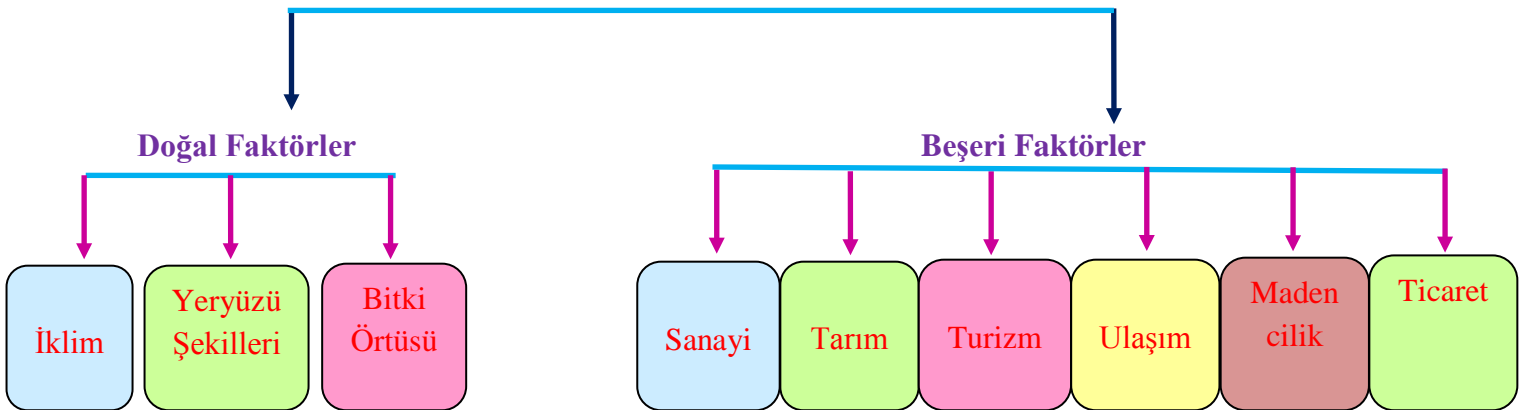 Doğal Faktörler
Beşeri Faktörler
İklim
Yeryüzü
Şekilleri
Bitki
Örtüsü
Sanayi
Tarım
Turizm
Ulaşım
Maden
cilik
Ticaret